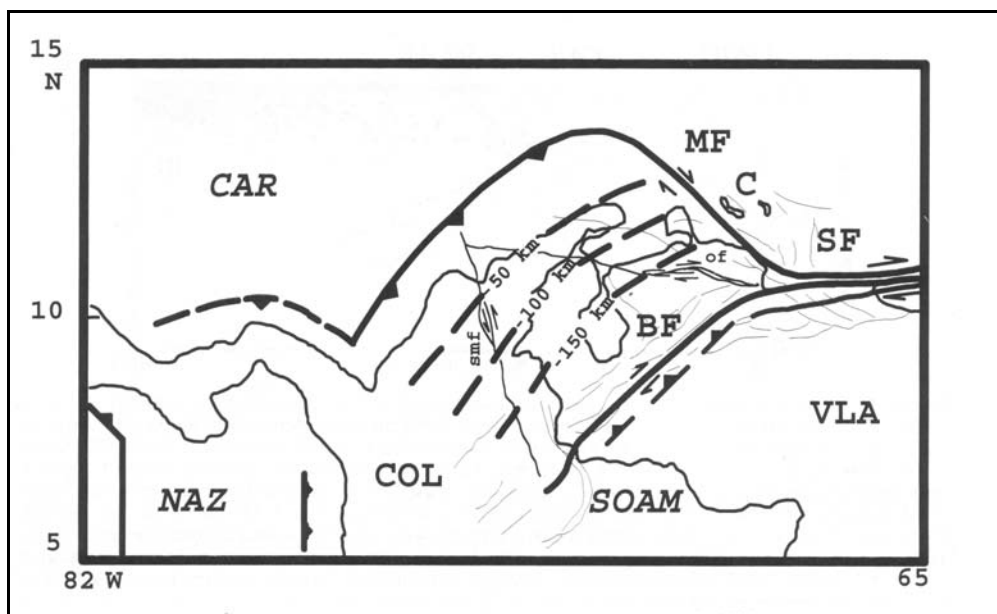 15
N
MF
CAR
C
SF
of
-50 km
-100 km
10
-150 km
BF
smf
VLA
COL
NAZ
SOAM
5
82 W
65